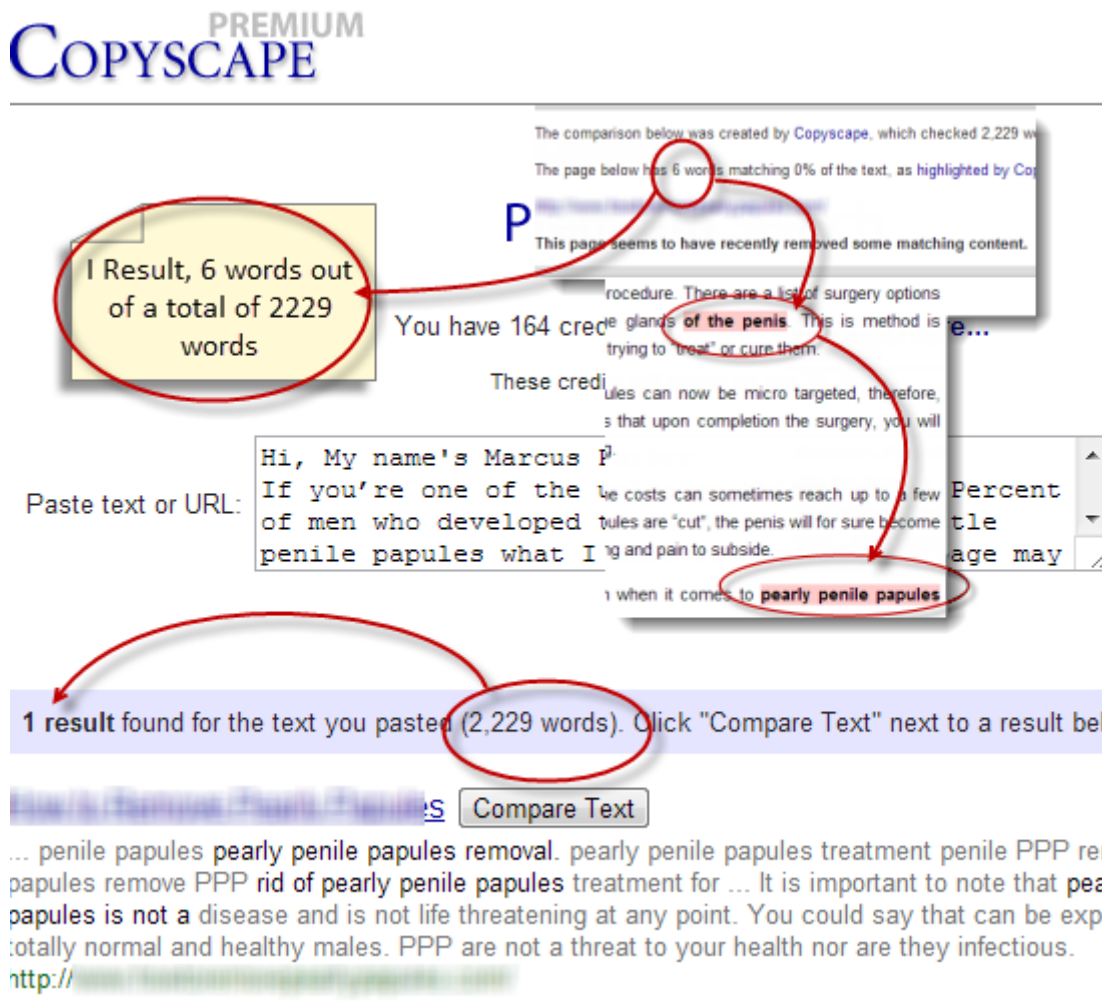 PREMIUM
COPYSCAPE
The comparison below was created by Copyscape, which checked 2,229 w
The page below has 6 words matching 0% of the text, as highlighted by Cop
P
This page seems to have recently removed some matching content.
I Result, 6 words out
of a total of 2229
words
rocedure. There are a list of surgery options
e glands of the penis. This is method is
trying to "treat" or cure them.
You have 164 cred
e...
These credi
ules can now be micro targeted, therefore,
s that upon completion the surgery, you will
g.
Paste text or URL:
Hi, My name's Marcus P
If you're one of the
Percent
of men who developed t
tle
penile papules what I
age may
e costs can sometimes reach up to a few
ules are "cut", the penis will for sure become
ng and pain to subside.
n when it comes to pearly penile papules
1 result found for the text you pasted (2,229 words). Click "Compare Text" next to a result bel
s Compare Text
... penile papules pearly penile papules removal. pearly penile papules treatment penile PPP re
papules remove PPP rid of pearly penile papules treatment for ... It is important to note that pea
papules is not a disease and is not life threatening at any point. You could say that can be exp
totally normal and healthy males. PPP are not a threat to your health nor are they infectious.
http://